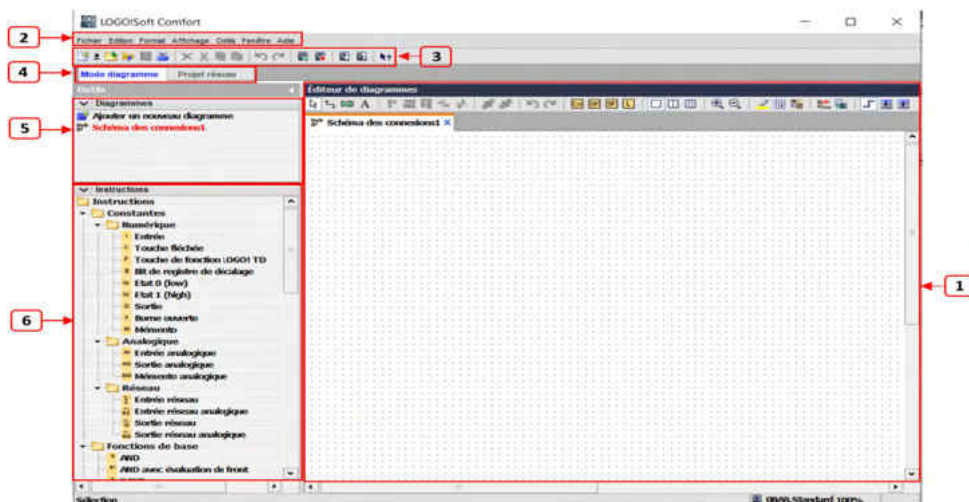 LOGO!Soft Comfort
Fichier Edition Format Affichage Outils Fenêtre Aide
2
3
4
Mode diagramme Projet réseau
Outils
Éditeur de diagrammes
Diagrammes
Ajouter un nouveau diagramme
5
Schéma des connexions1
Schéma des connexions1
Instructions
Instructions
Constantes
Numérique
Entrée
Touche fléchée
Touche de fonction LOGO! TD
Bit de registre de décalage
Etat 0 (low)
1
Etat 1 (high)
Sortie
6
Borne ouverte
Mémento
Analogique
Entrée analogique
Sortie analogique
Mémento analogique
Réseau
Entrée réseau
Entrée réseau analogique
Sortie réseau
Sortie réseau analogique
Fonctions de base
AND
AND avec évaluation de front
Sélection
0BA8.Standard 100%